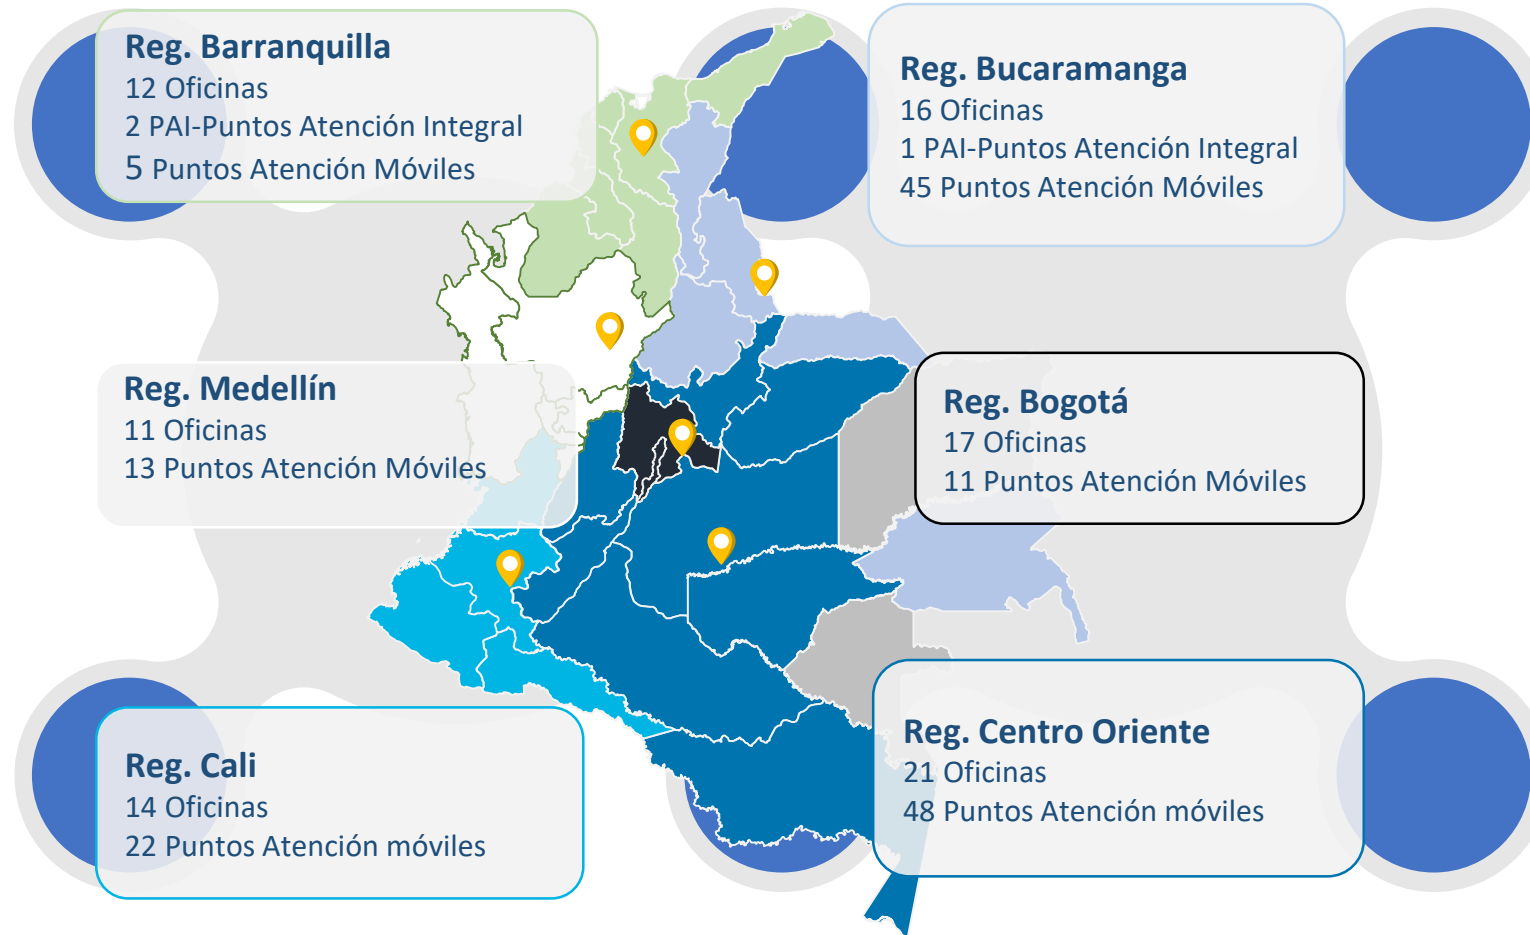 Reg. Barranquilla
12 Oficinas
2 PAI-Puntos Atención Integral
5 Puntos Atención Móviles
Reg. Bucaramanga
16 Oficinas
1 PAI-Puntos Atención Integral
45 Puntos Atención Móviles
Reg. Medellín
11 Oficinas
13 Puntos Atención Móviles
Reg. Bogotá
17 Oficinas
11 Puntos Atención Móviles
Reg. Cali
14 Oficinas
22 Puntos Atención móviles
Reg. Centro Oriente
21 Oficinas
48 Puntos Atención móviles